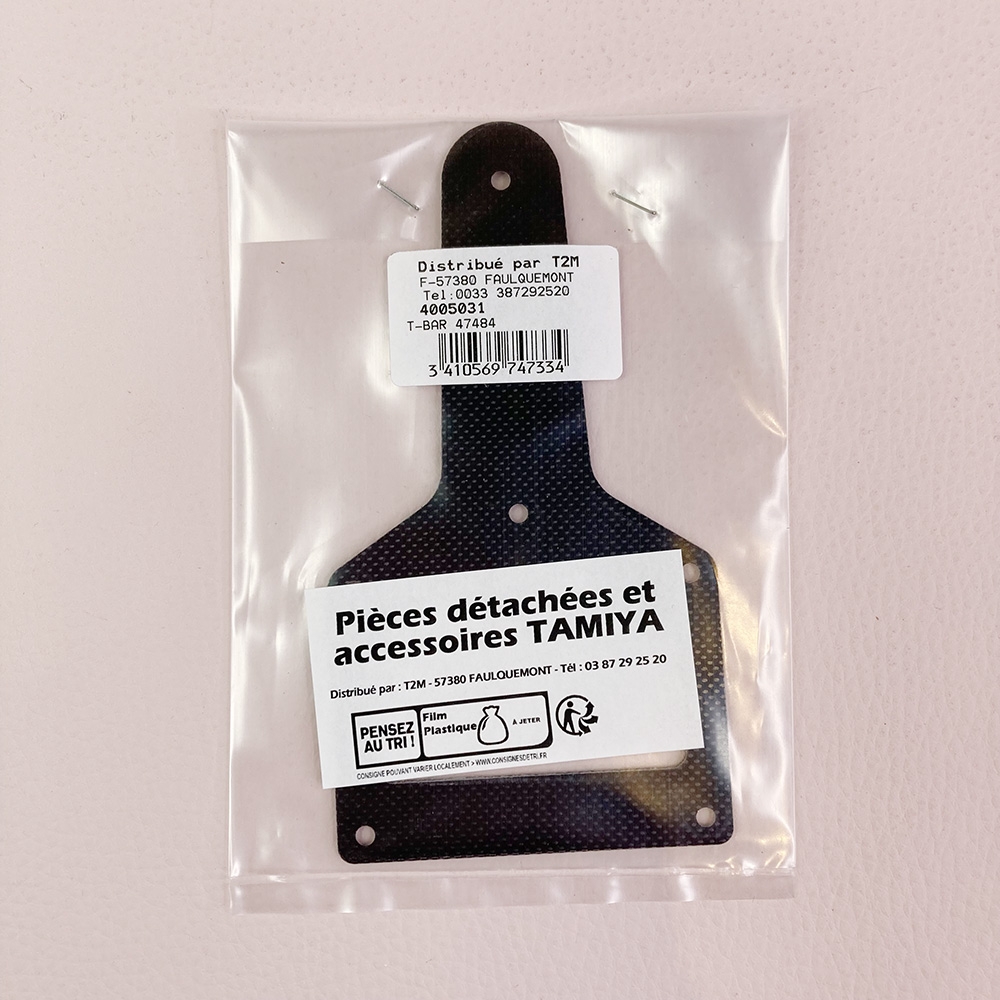 Distribué par T2M
F-57380 FAULQUEMONT
Tel:0033 387292520
4005031
T-BAR 47484
3 410569 747334
Pièces détachées et
accessoires TAMIYA
Distribué par : T2M - 57380 FAULQUEMONT - Tél : 03 87 29 25 20
PENSEZ
AU TRI !
Film
Plastique
À JETER
CONSIGNE POUVANT VARIER LOCALEMENT > WWW.CONSIGNESDETRI.FR